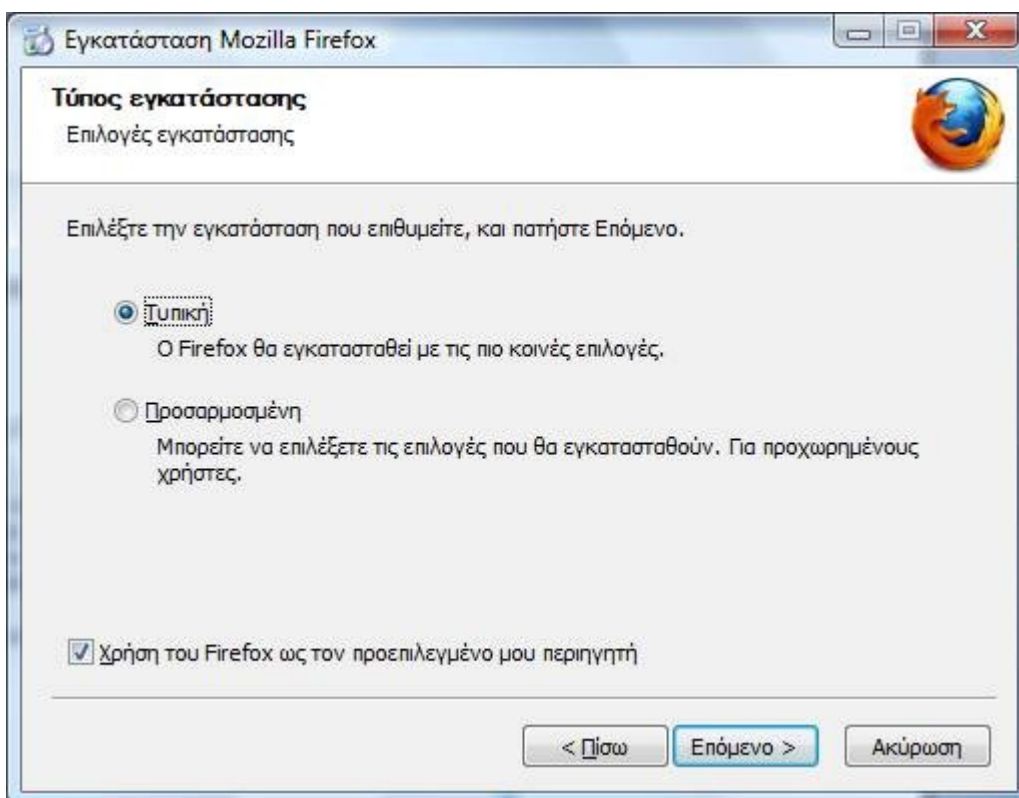 Εγκατάσταση Mozilla Firefox
Τύπος εγκατάστασης
Επιλογές εγκατάστασης
Επιλέξτε την εγκατάσταση που επιθυμείτε, και πατήστε Επόμενο.
Τυπική
Ο Firefox θα εγκατασταθεί με τις πιο κοινές επιλογές.
Προσαρμοσμένη
Μπορείτε να επιλέξετε τις επιλογές που θα εγκατασταθούν. Για προχωρημένους
χρήστες.
Χρήση του Firefox ως τον προεπιλεγμένο μου περιηγητή
< Πίσω Επόμενο > Ακύρωση